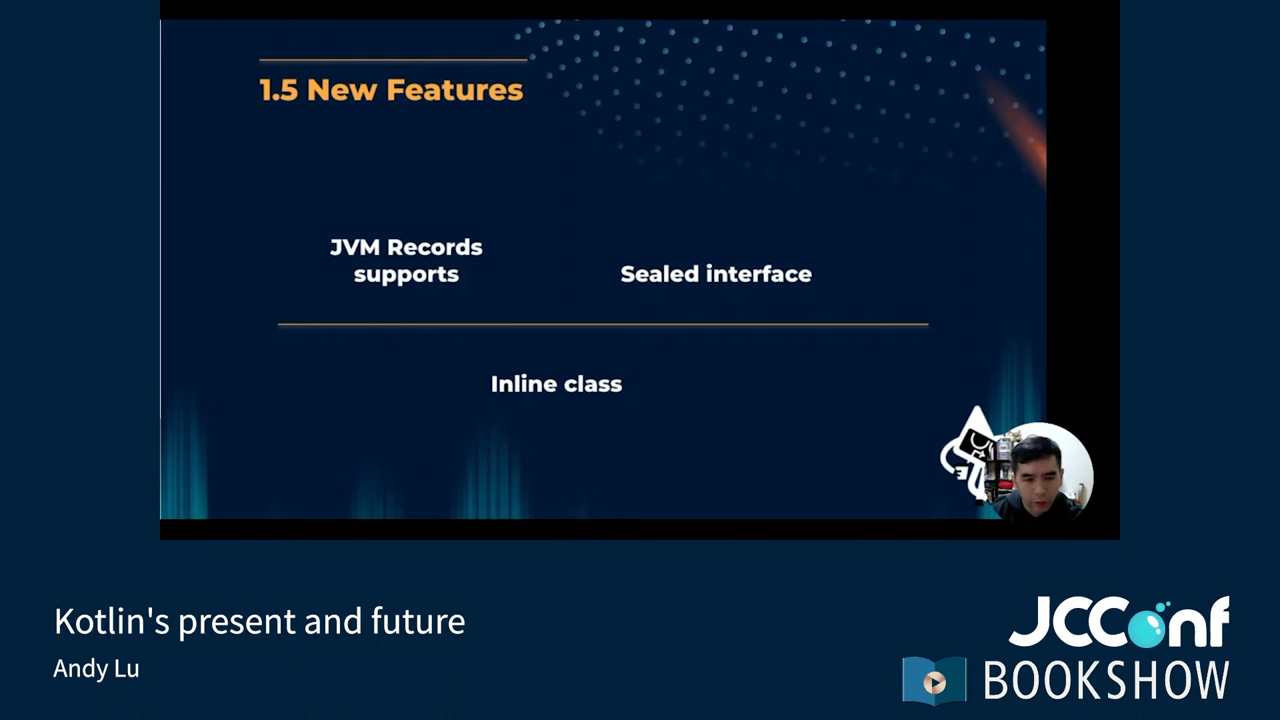 1.5 New Features
JVM Records
supports
Sealed interface
Inline class
Kotlin's present and future
Andy Lu
JCConf
BOOKSHOW